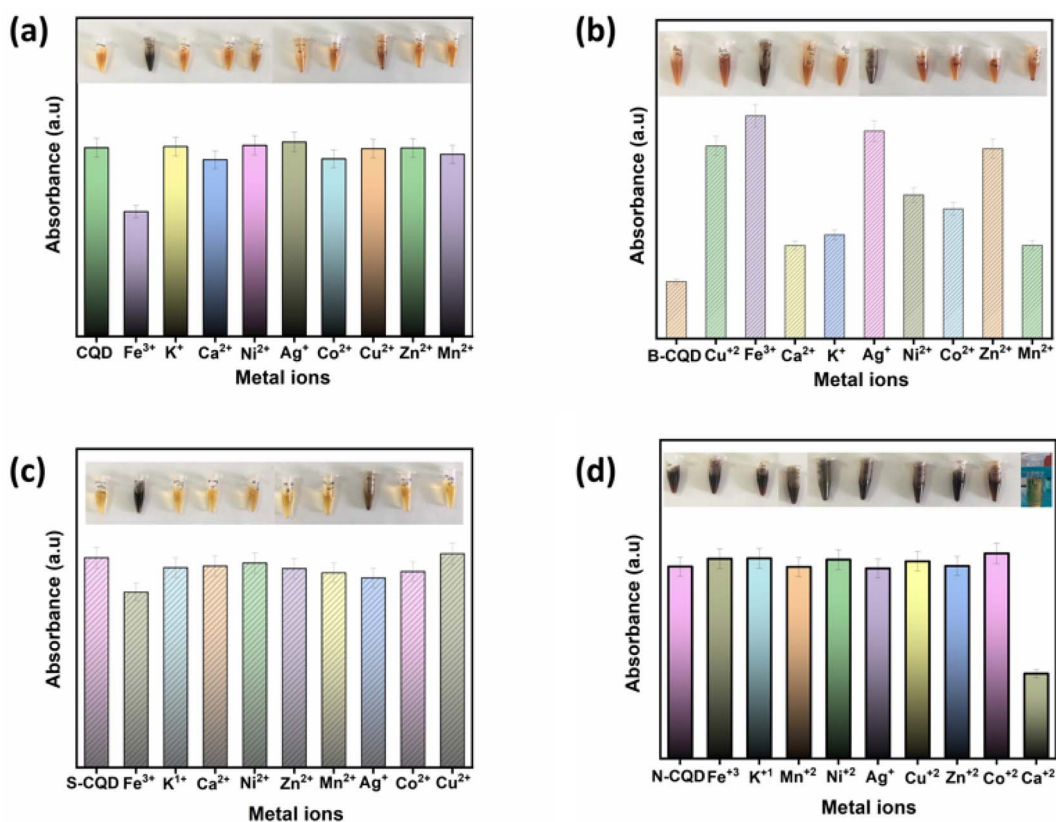 (a)
Absorbance (a.u)
CQD Fe³⁺ K⁺ Ca²⁺ Ni²⁺ Ag⁺ Co²⁺ Cu²⁺ Zn²⁺ Mn²⁺
Metal ions
(b)
Absorbance (a.u)
B-CQD Cu⁺² Fe³⁺ Ca²⁺ K⁺ Ag⁺ Ni²⁺ Co²⁺ Zn²⁺ Mn²⁺
Metal ions
(c)
Absorbance (a.u)
S-CQD Fe³⁺ K¹⁺ Ca²⁺ Ni²⁺ Zn²⁺ Mn²⁺ Ag⁺ Co²⁺ Cu²⁺
Metal ions
(d)
Absorbance (a.u)
N-CQD Fe⁺³ K⁺¹ Mn⁺² Ni⁺² Ag⁺ Cu⁺² Zn⁺² Co⁺² Ca⁺²
Metal ions